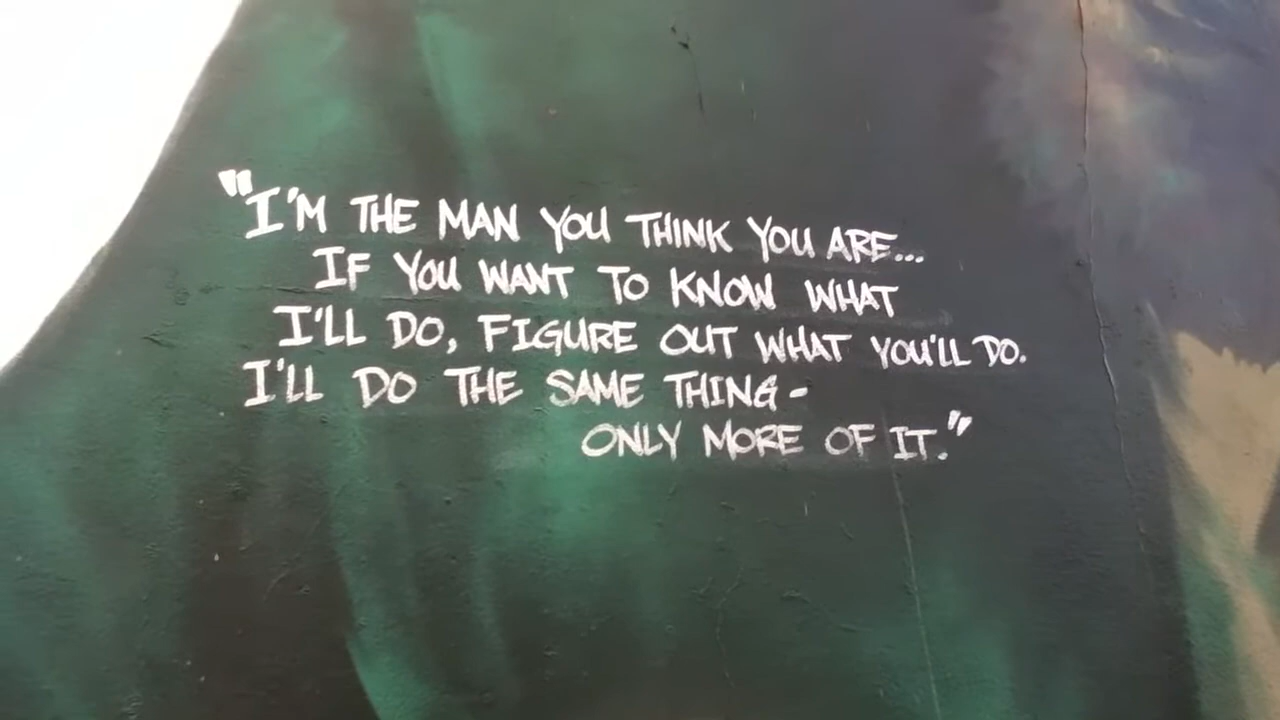 "I'M THE MAN YOU THINK YOU ARE...
IF YOU WANT TO KNOW WHAT
I'LL DO, FIGURE OUT WHAT YOU'LL DO.
I'LL DO THE SAME THING-
ONLY MORE OF IT."